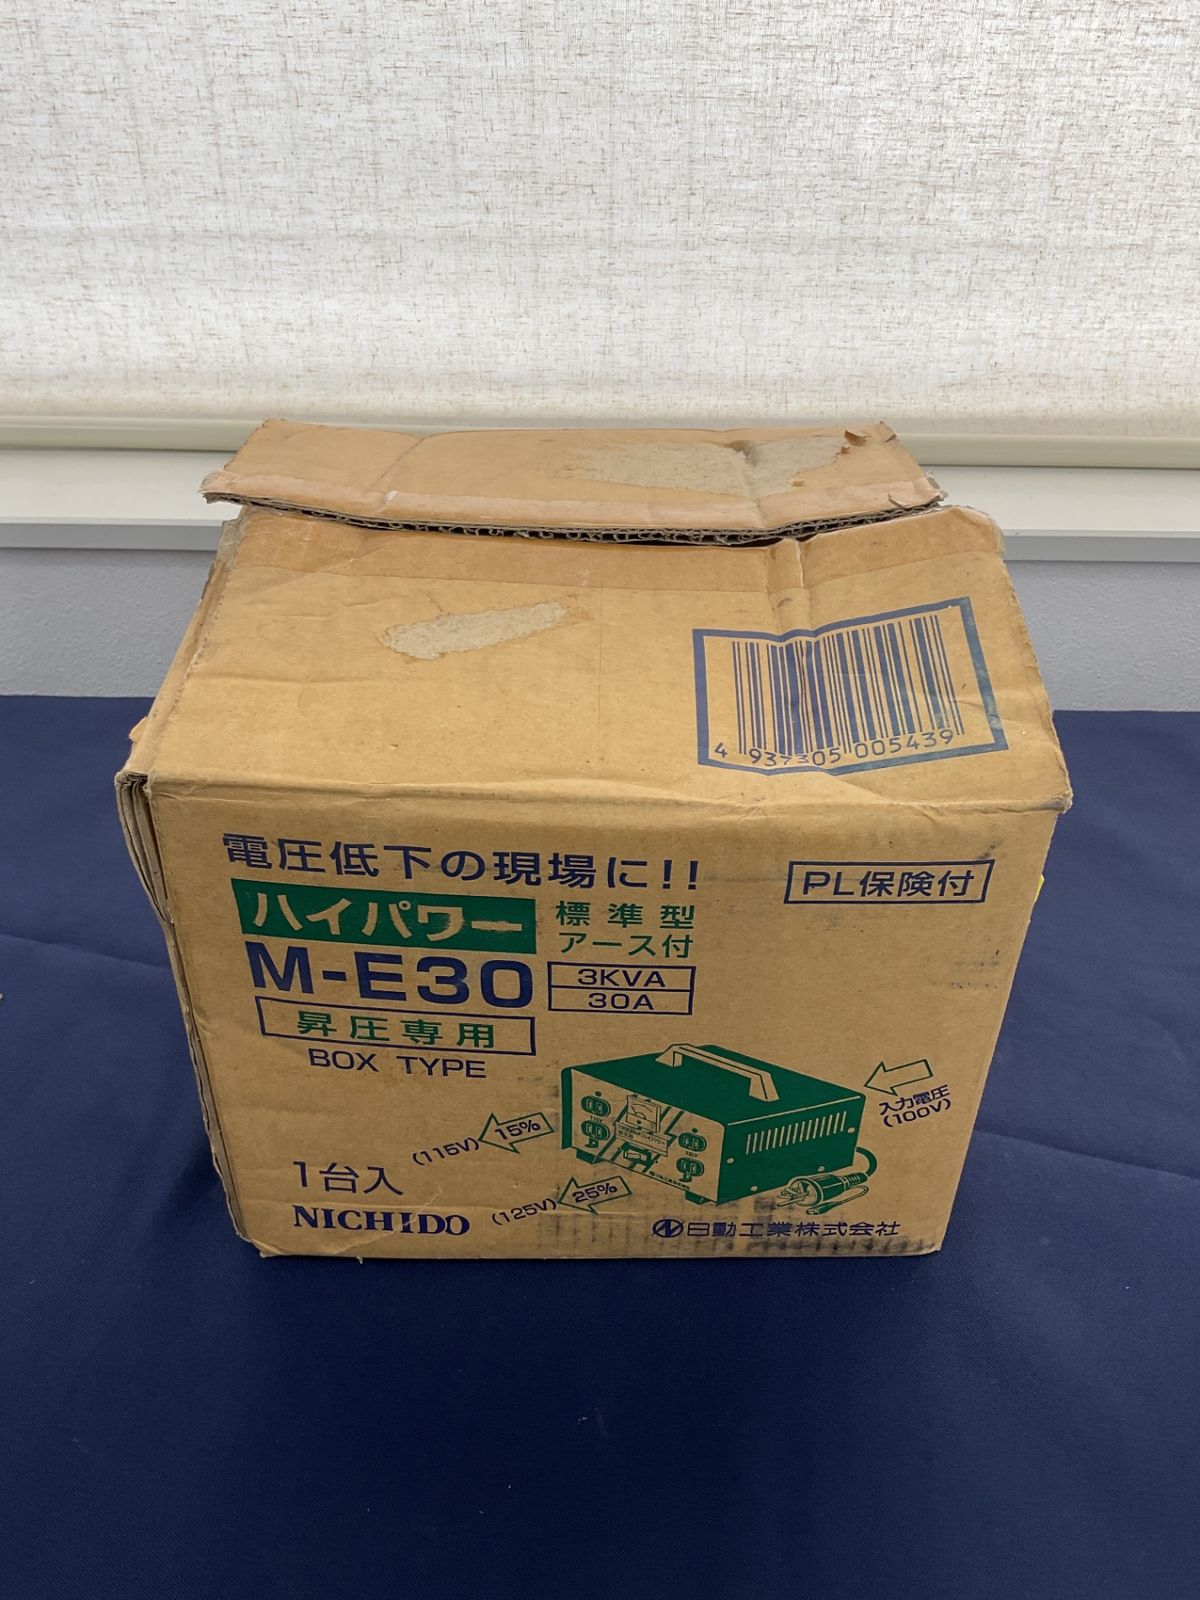 4 937305 005439
電圧低下の現場に!!
PL保険付
ハイパワー
標準型
アース付
M-E30
3KVA
30A
昇圧専用
BOX TYPE
入力電圧
(100V)
15%
(115V)
25%
(125V)
1台入
NICHIDO
日動工業株式会社